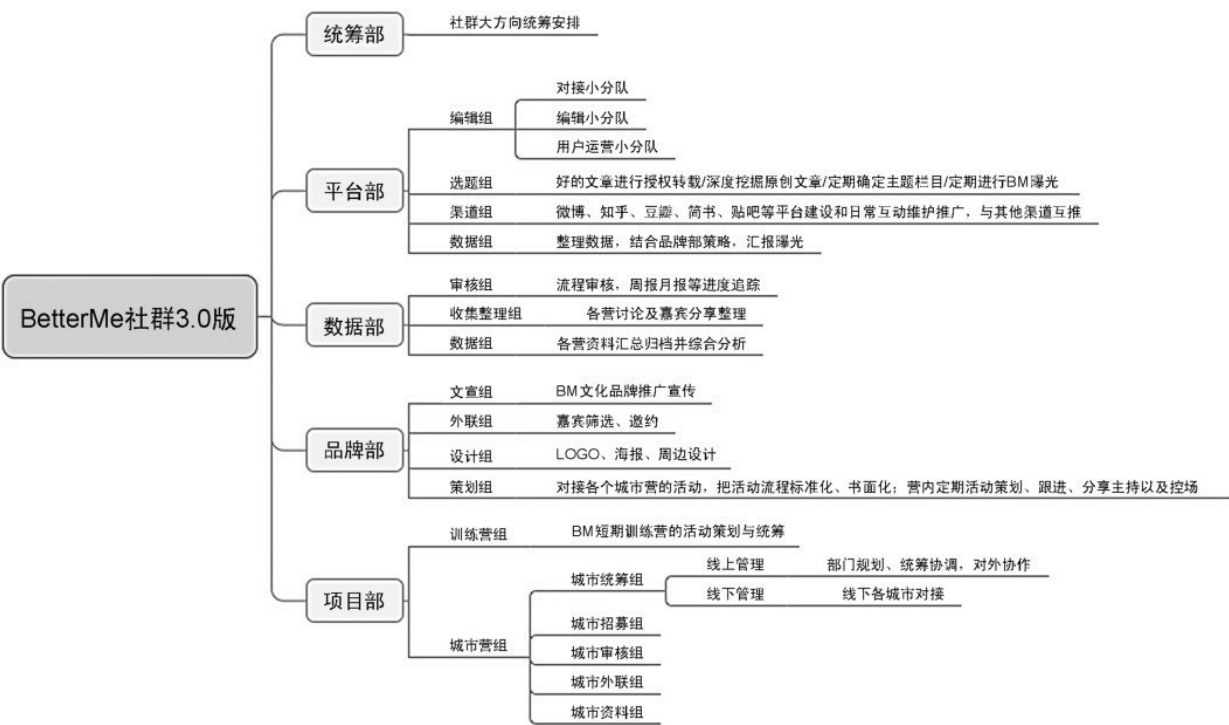 BetterMe社群3.0版
统筹部
社群大方向统筹安排
平台部
编辑组
对接小分队
编辑小分队
用户运营小分队
选题组
好的文章进行授权转载/深度挖掘原创文章/定期确定主题栏目/定期进行BM曝光
渠道组
微博、知乎、豆瓣、简书、贴吧等平台建设和日常互动维护推广，与其他渠道互推
数据组
整理数据，结合品牌部策略，汇报曝光
数据部
审核组
流程审核，周报月报等进度追踪
收集整理组
各营讨论及嘉宾分享整理
数据组
各营资料汇总归档并综合分析
品牌部
文宣组
BM文化品牌推广宣传
外联组
嘉宾筛选、邀约
设计组
LOGO、海报、周边设计
策划组
对接各个城市营的活动，把活动流程标准化、书面化；营内定期活动策划、跟进、分享主持以及控场
项目部
训练营组
BM短期训练营的活动策划与统筹
城市营组
城市统筹组
线上管理
部门规划、统筹协调，对外协作
线下管理
线下各城市对接
城市招募组
城市审核组
城市外联组
城市资料组